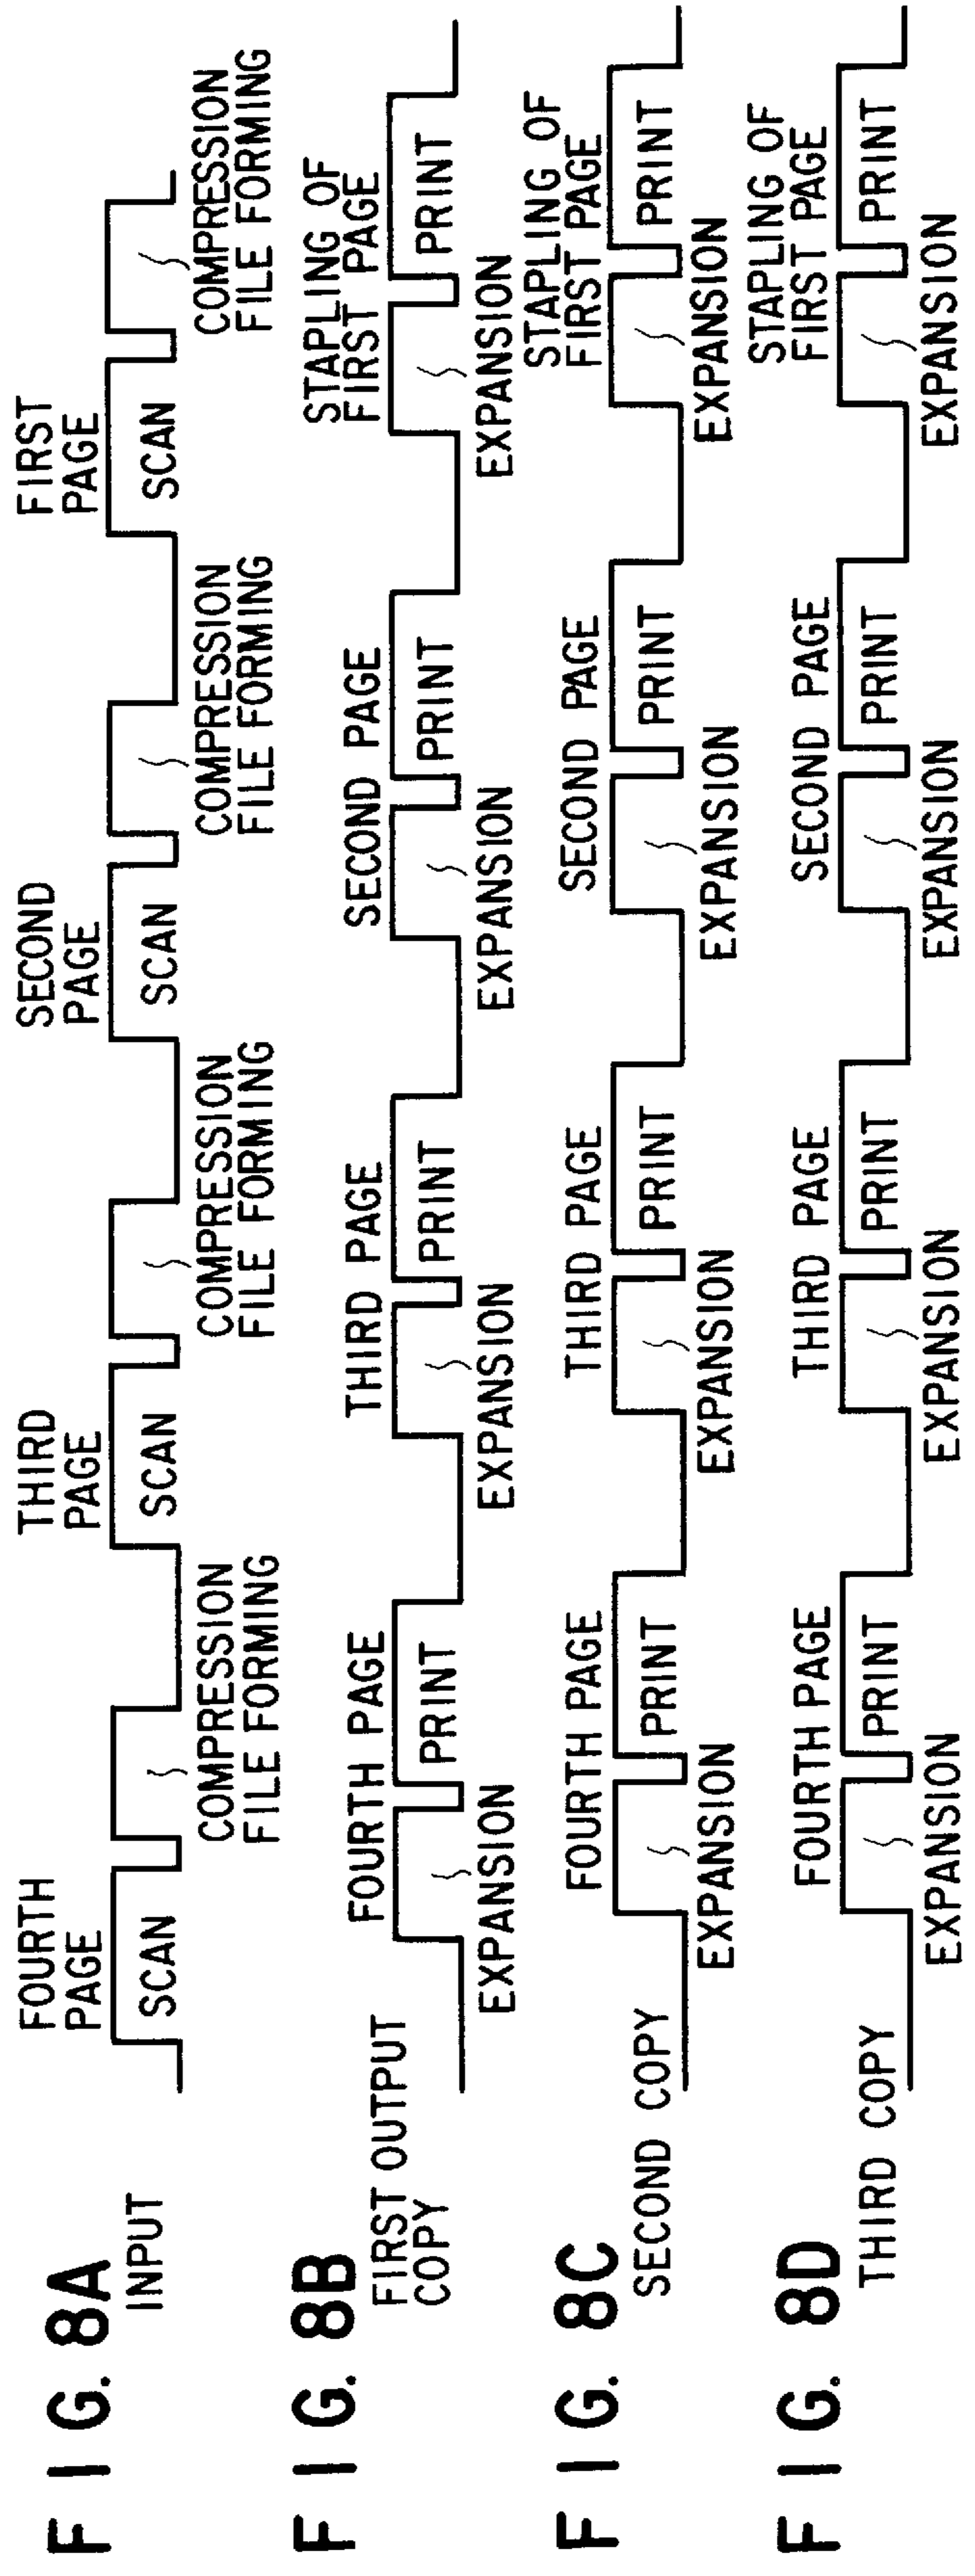 FIG. 8A
INPUT
FOURTH
PAGE
SCAN
COMPRESSION
FILE FORMING
THIRD
PAGE
SCAN
COMPRESSION
FILE FORMING
SECOND
PAGE
SCAN
COMPRESSION
FILE FORMING
FIRST
PAGE
SCAN
COMPRESSION
FILE FORMING
FIG. 8B
FIRST OUTPUT
COPY
FOURTH PAGE
EXPANSION
PRINT
THIRD PAGE
EXPANSION
PRINT
SECOND PAGE
EXPANSION
PRINT
STAPLING OF
FIRST PAGE
EXPANSION
PRINT
FIG. 8C
SECOND COPY
FOURTH PAGE
EXPANSION
PRINT
THIRD PAGE
EXPANSION
PRINT
SECOND PAGE
EXPANSION
PRINT
STAPLING OF
FIRST PAGE
EXPANSION
PRINT
FIG. 8D
THIRD COPY
FOURTH PAGE
EXPANSION
PRINT
THIRD PAGE
EXPANSION
PRINT
SECOND PAGE
EXPANSION
PRINT
STAPLING OF
FIRST PAGE
EXPANSION
PRINT